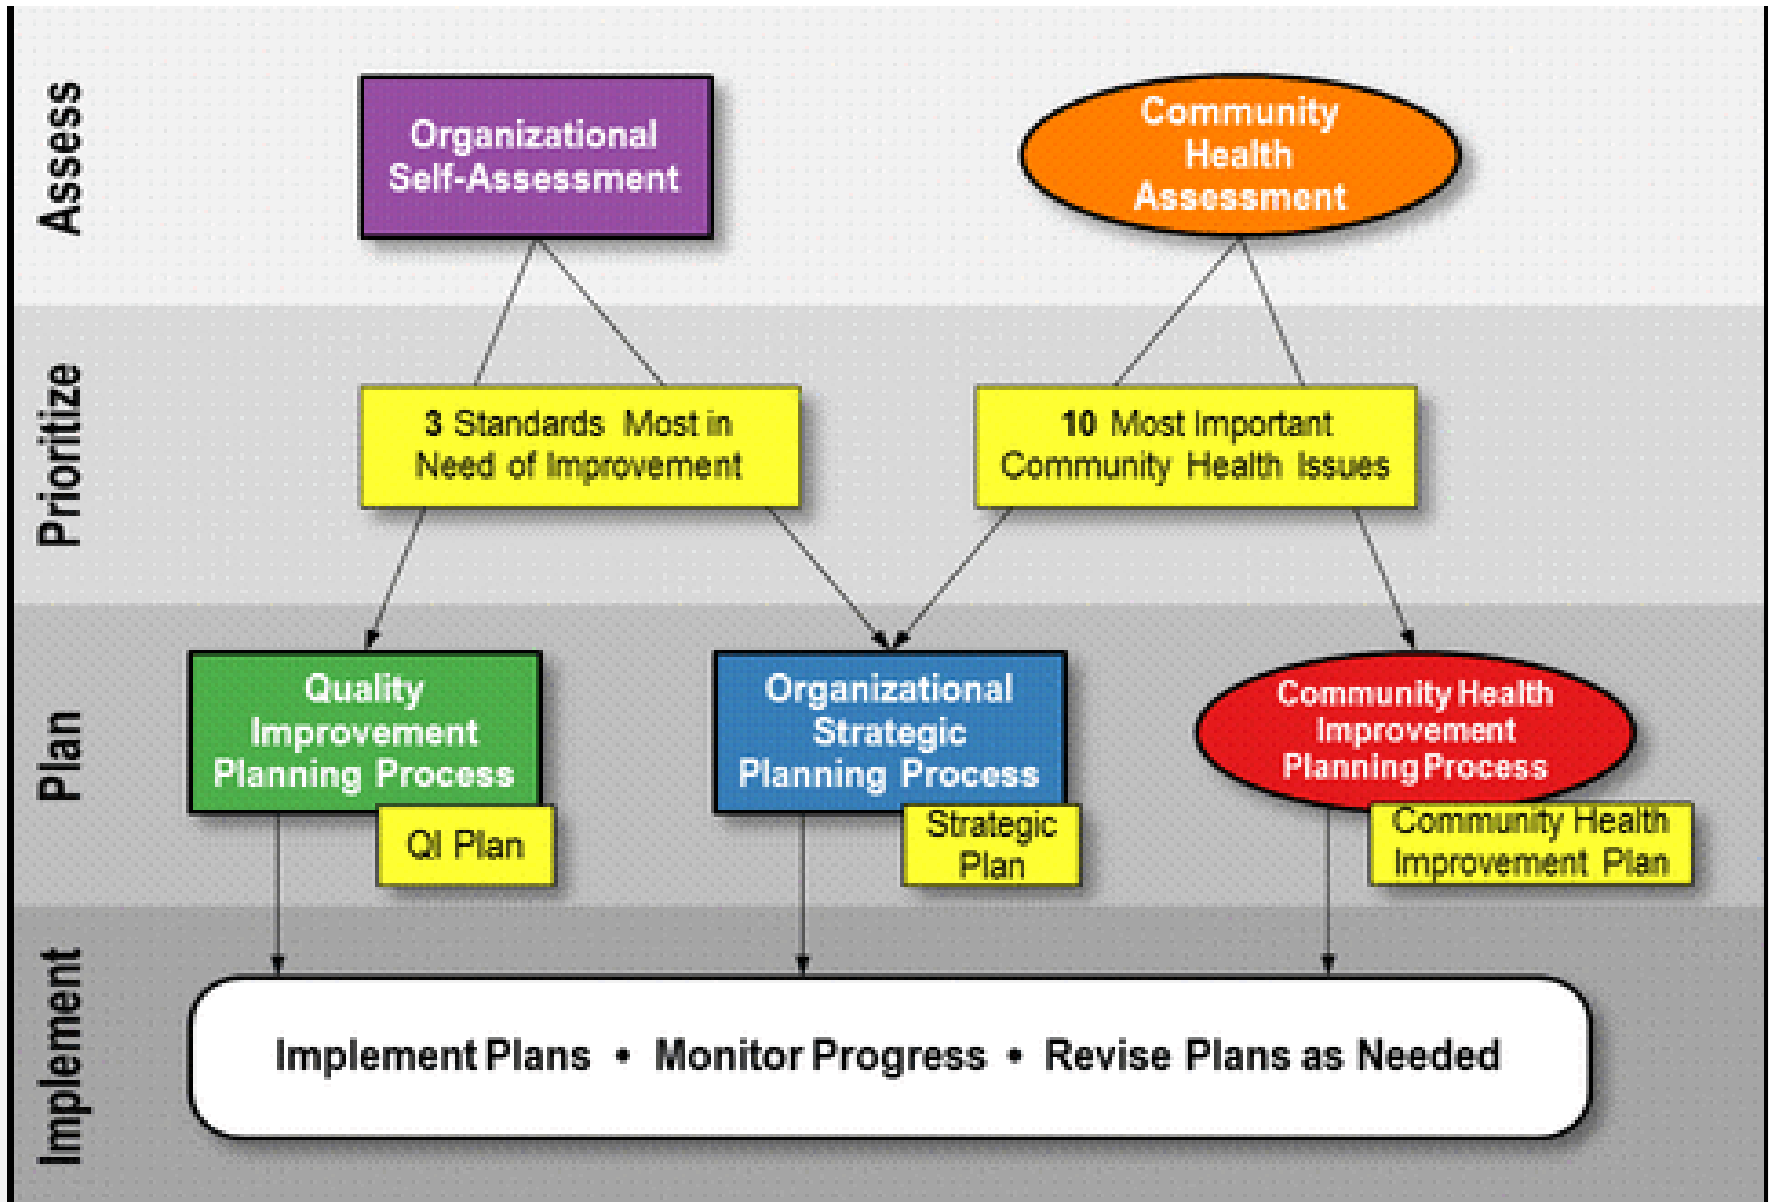 Assess
Organizational
Self-Assessment
Community
Health
Assessment
Prioritize
3 Standards Most in
Need of Improvement
10 Most Important
Community Health Issues
Plan
Quality
Improvement
Planning Process
QI Plan
Organizational
Strategic
Planning Process
Strategic
Plan
Community Health
Improvement
Planning Process
Community Health
Improvement Plan
Implement
Implement Plans • Monitor Progress • Revise Plans as Needed